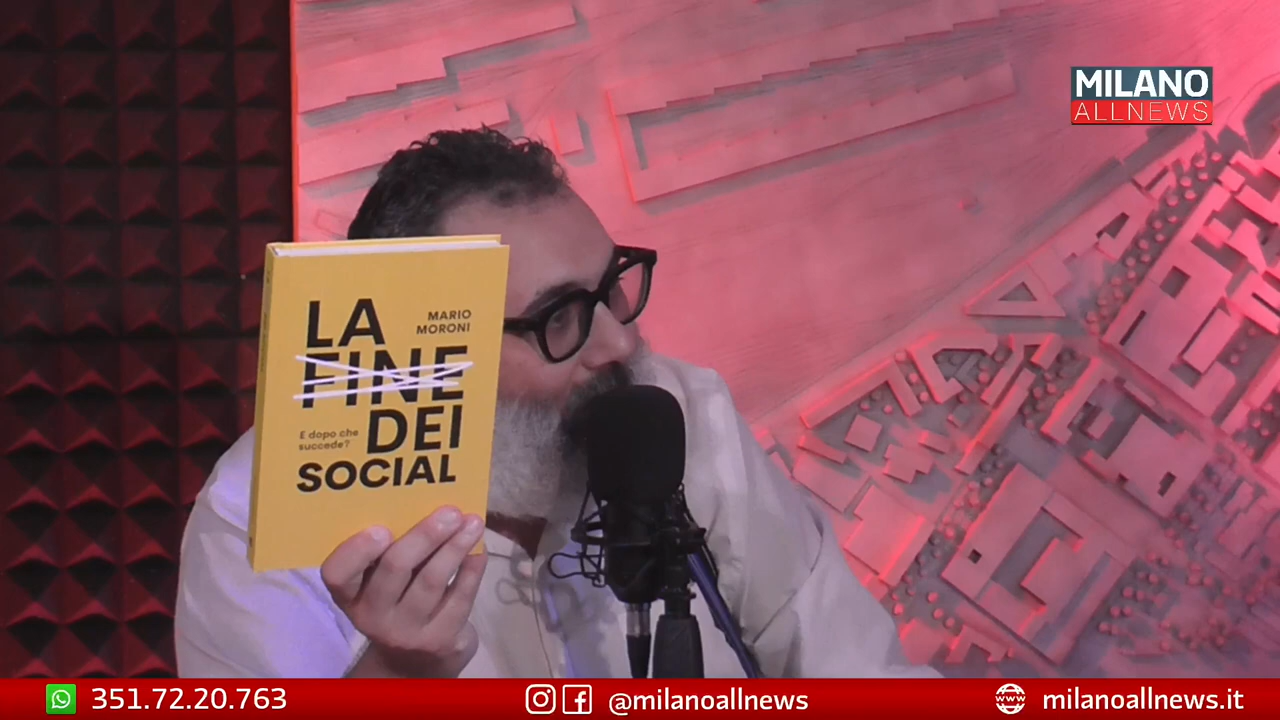 MILANO
ALLNEWS
LA
MARIO
MORONI
FINE
E dopo che
succede?
DEI
SOCIAL
351.72.20.763
@milanoallnews
milanoallnews.it